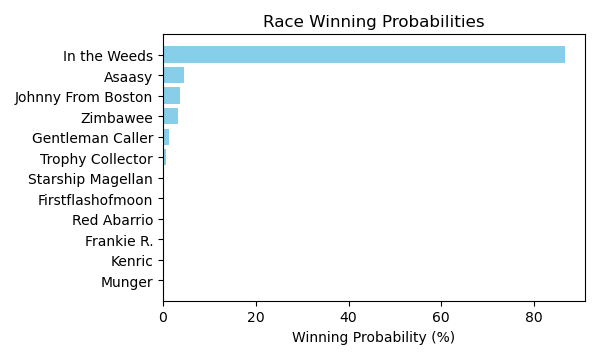 Race Winning Probabilities
In the Weeds
Asaasy
Johnny From Boston
Zimbawee
Gentleman Caller
Trophy Collector
Starship Magellan
Firstflashofmoon
Red Abarrio
Frankie R.
Kenric
Munger
0 20 40 60 80
Winning Probability (%)